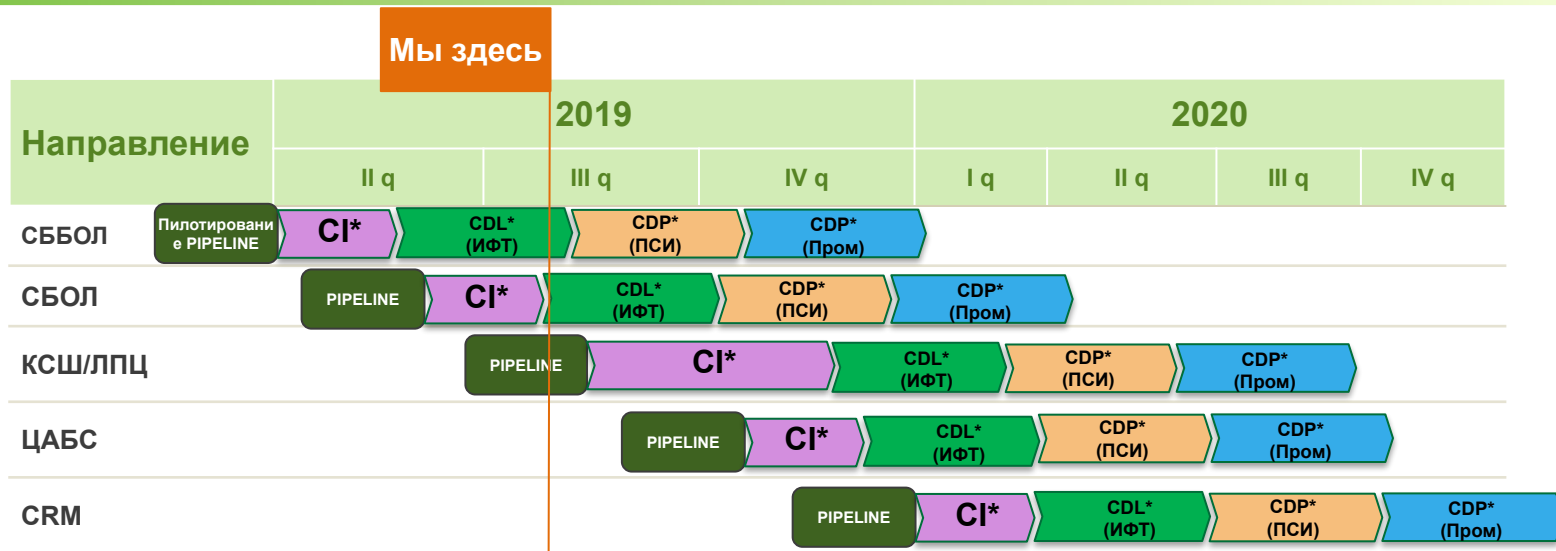 Мы здесь
Направление
2019
2020
II q
III q
IV q
I q
II q
III q
IV q
СББОЛ
Пилотировани
е PIPELINE
CI*
CDL*
(ИФТ)
CDP*
(ПСИ)
CDP*
(Пром)
СБОЛ
PIPELINE
CI*
CDL*
(ИФТ)
CDP*
(ПСИ)
CDP*
(Пром)
КСШ/ЛПЦ
PIPELINE
CI*
CDL*
(ИФТ)
CDP*
(ПСИ)
CDP*
(Пром)
ЦАБС
PIPELINE
CI*
CDL*
(ИФТ)
CDP*
(ПСИ)
CDP*
(Пром)
CRM
PIPELINE
CI*
CDL*
(ИФТ)
CDP*
(ПСИ)
CDP*
(Пром)